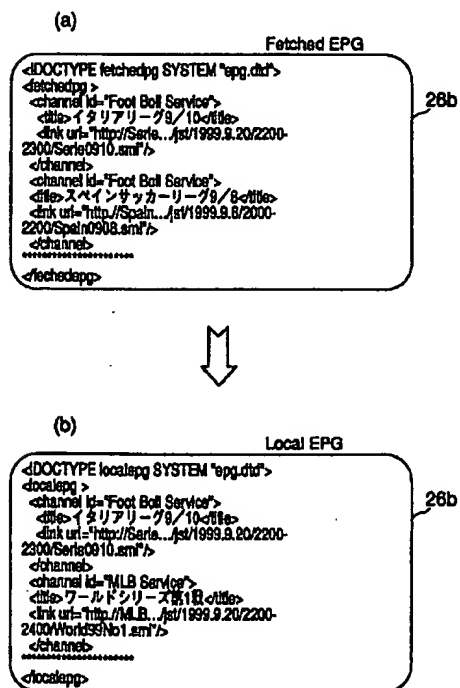 (a)
Fetched EPG
<!DOCTYPE fetchedpg SYSTEM "epg.dtd">
<fetchedpg >
<channel id="Foot Boll Service">
<title>イタリアリーグ9／10</title>
<link url="http://Serie.../jst/1999.9.20/2200-
2300/Serie0910.smi"/>
</channel>
<channel id="Foot Boll Service">
<title>スペインサッカーリーグ9／8</title>
<link url="http://Spain.../jst/1999.9.8/2000-
2200/Spain0908.smi"/>
</channel>
**********************
</fechedepg>
26b
(b)
Local EPG
<!DOCTYPE localepg SYSTEM "epg.dtd">
<localepg >
<channel id="Foot Boll Service">
<title>イタリアリーグ9／10</title>
<link url="http://Serie.../jst/1999.9.20/2200-
2300/Serie0910.smi"/>
</channel>
<channel id="MLB Service">
<title>ワールドシリーズ第1戦</title>
<link url="http://MLB.../jst/1999.9.20/2200-
2400/World99No1.smi"/>
</channel>
**********************
</localepg>
26b